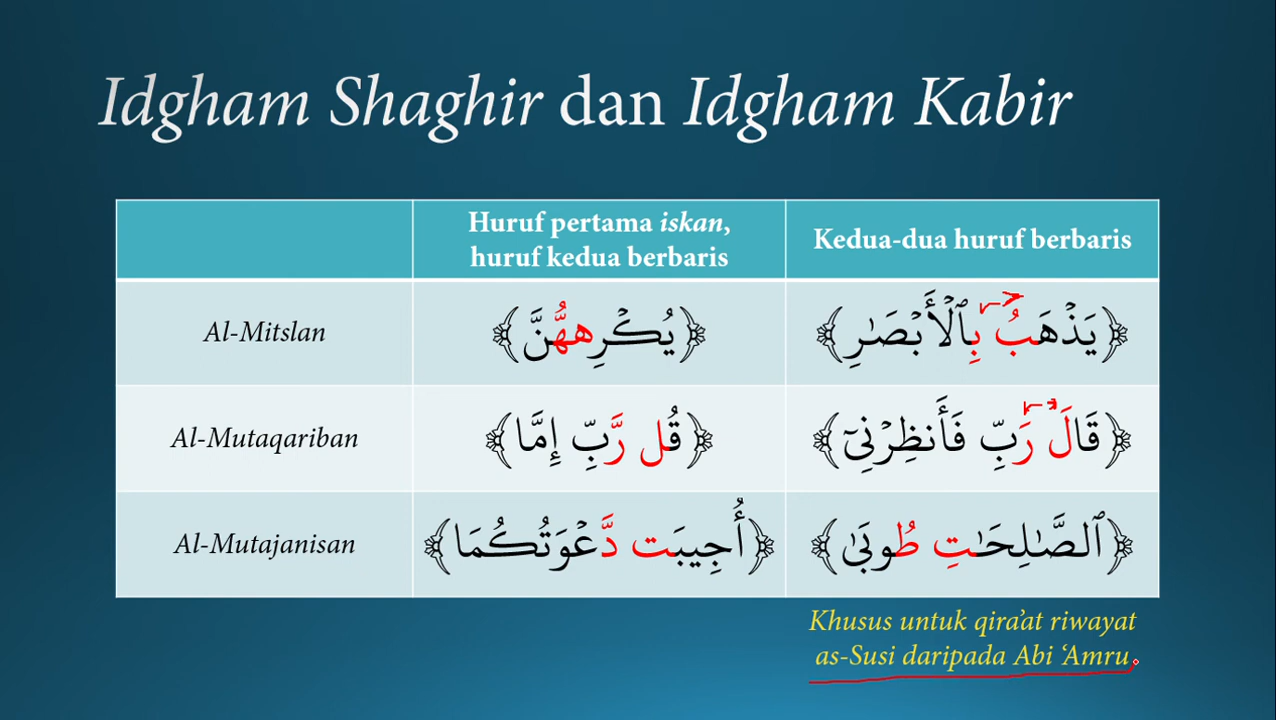 Idgham Shaghir dan Idgham Kabir
Huruf pertama iskan,
huruf kedua berbaris
Kedua-dua huruf berbaris
Al-Mitslan
﴿يُكْرِههُّنَّ﴾
﴿يَذْهَبُ بِٱلْأَبْصَـٰرِ﴾
Al-Mutaqariban
﴿قُل رَّبِّ إِمَّا﴾
﴿قَالَ رَبِّ فَأَنظِرْنِىٓ﴾
Al-Mutajanisan
﴿أُجِيبَت دَّعْوَتُكُمَا﴾
﴿ٱلصَّـٰلِحَـٰتِ طُوبَىٰ﴾
Khusus untuk qira’at riwayat
as-Susi daripada Abi ‘Amru.